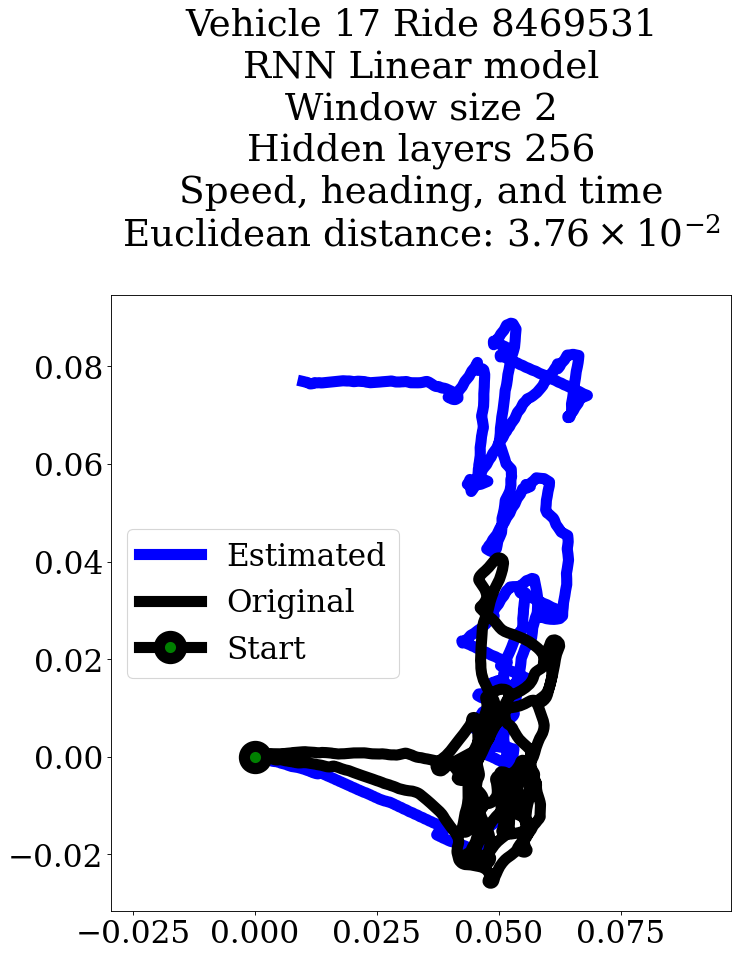 Vehicle 17 Ride 8469531
RNN Linear model
Window size 2
Hidden layers 256
Speed, heading, and time
Euclidean distance: 3.76 × 10⁻²
0.08
0.06
0.04
0.02
0.00
−0.02
Estimated
Original
Start
−0.025 0.000 0.025 0.050 0.075